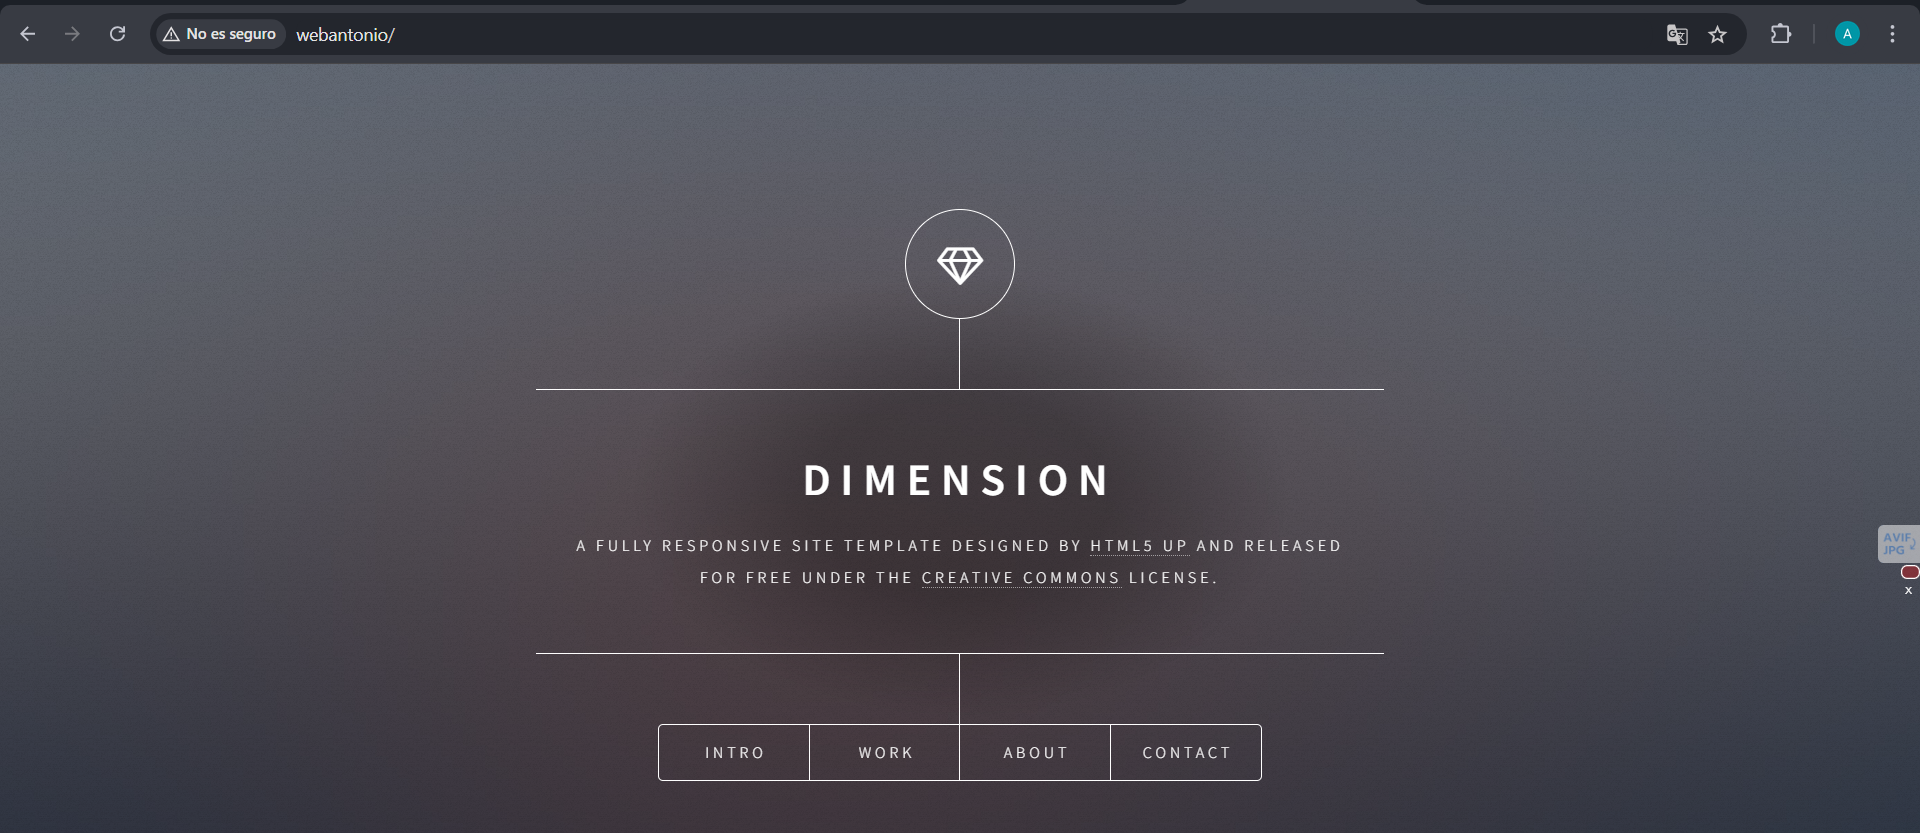 No es seguro webantonio/
A
DIMENSION
A FULLY RESPONSIVE SITE TEMPLATE DESIGNED BY HTML5 UP AND RELEASED
FOR FREE UNDER THE CREATIVE COMMONS LICENSE.
AVIF
JPG
x
INTRO WORK ABOUT CONTACT